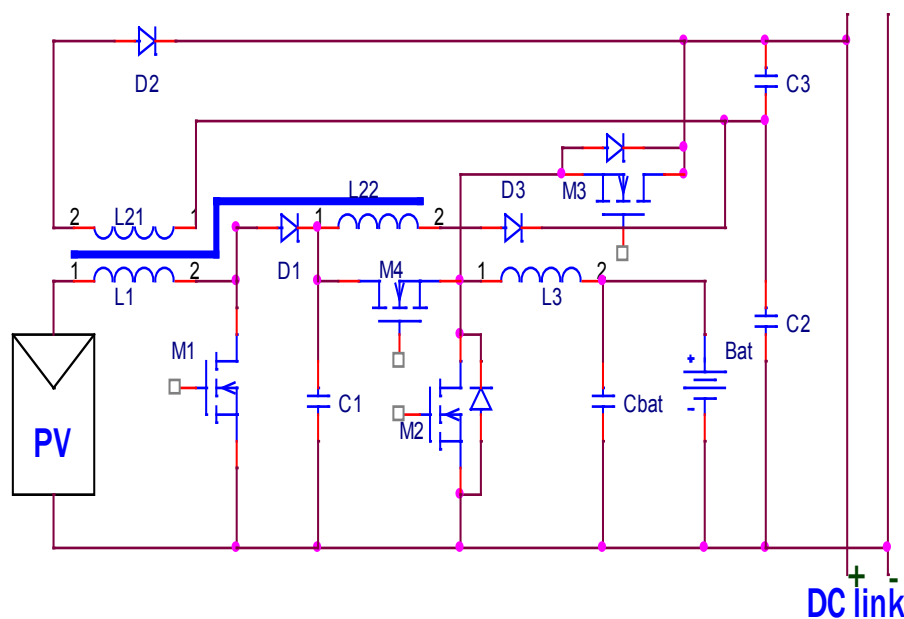 D2
C3
D3
M3
2 L21 1
L22
1 2
D1
1 L1 2
M4
1 L3 2
M1
C2
Bat
+
-
PV
C1
M2
Cbat
+ -
DC link